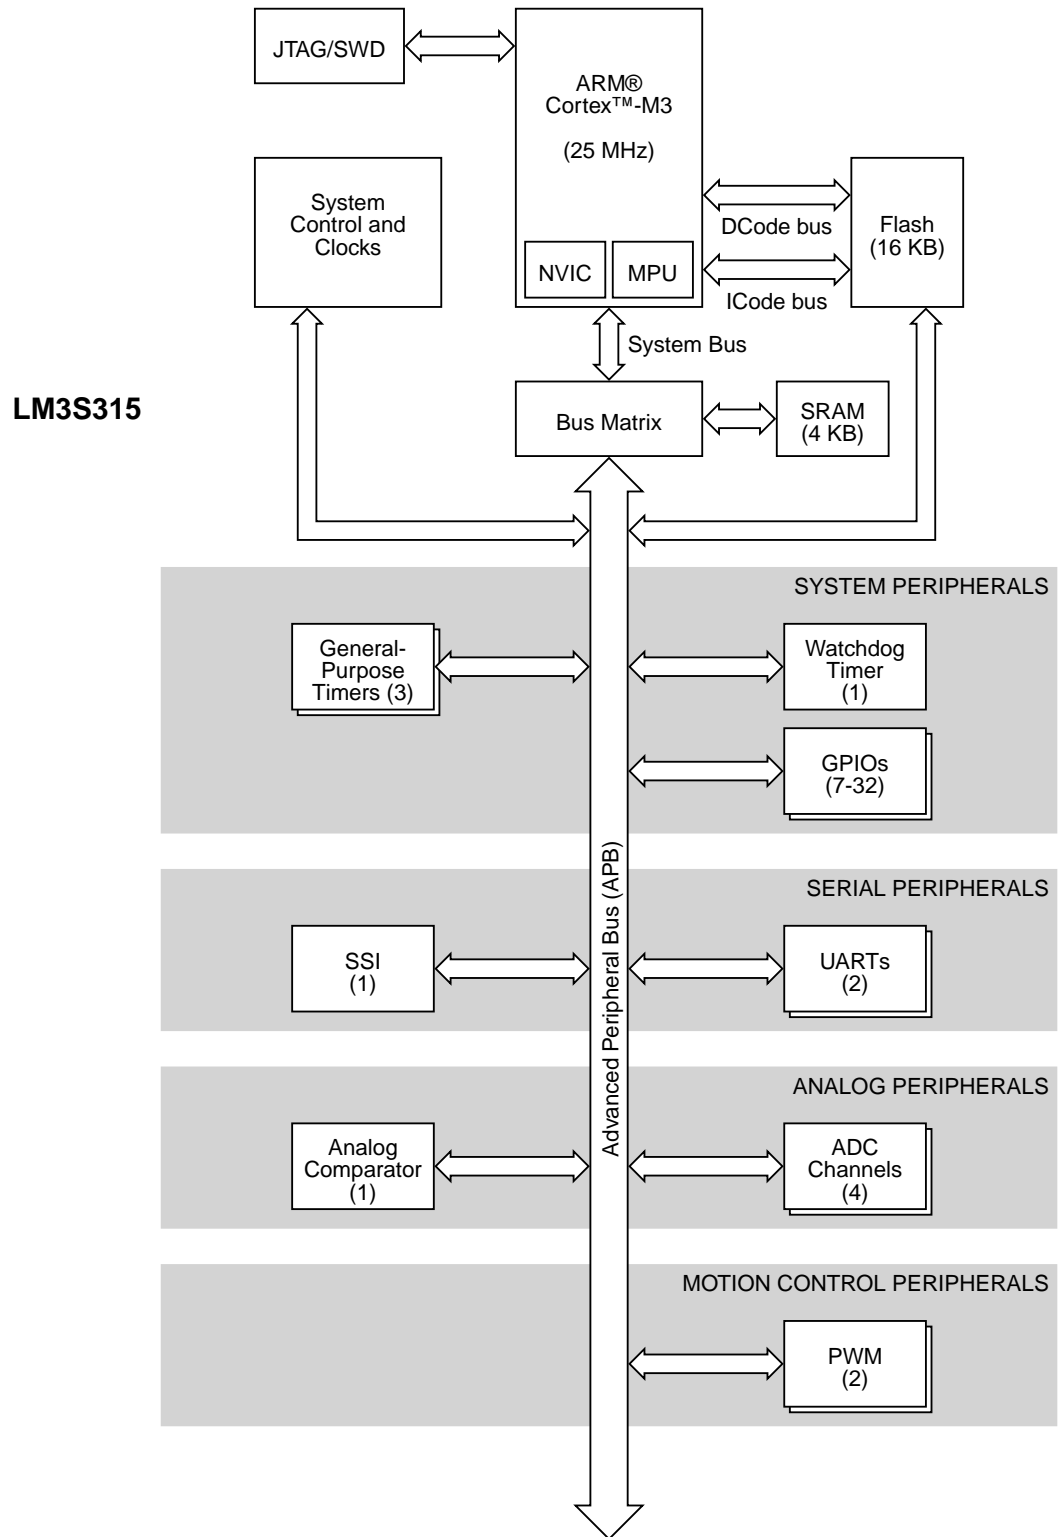 JTAG/SWD
ARM®
Cortex™-M3
(25 MHz)
System
Control and
Clocks
NVIC
MPU
DCode bus
ICode bus
Flash
(16 KB)
System Bus
LM3S315
Bus Matrix
SRAM
(4 KB)
SYSTEM PERIPHERALS
General-
Purpose
Timers (3)
Watchdog
Timer
(1)
GPIOs
(7-32)
Advanced Peripheral Bus (APB)
SERIAL PERIPHERALS
SSI
(1)
UARTs
(2)
ANALOG PERIPHERALS
Analog
Comparator
(1)
ADC
Channels
(4)
MOTION CONTROL PERIPHERALS
PWM
(2)